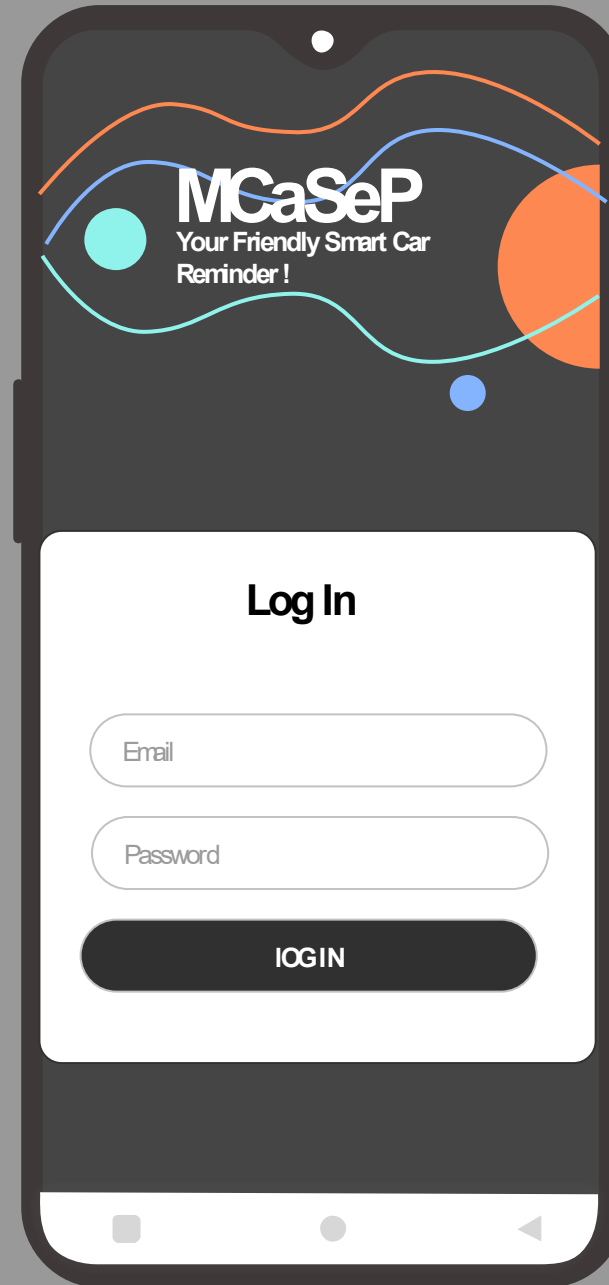 MCaSeP
Your Friendly Smart Car
Reminder !
Log In
Email
Password
lOGIN